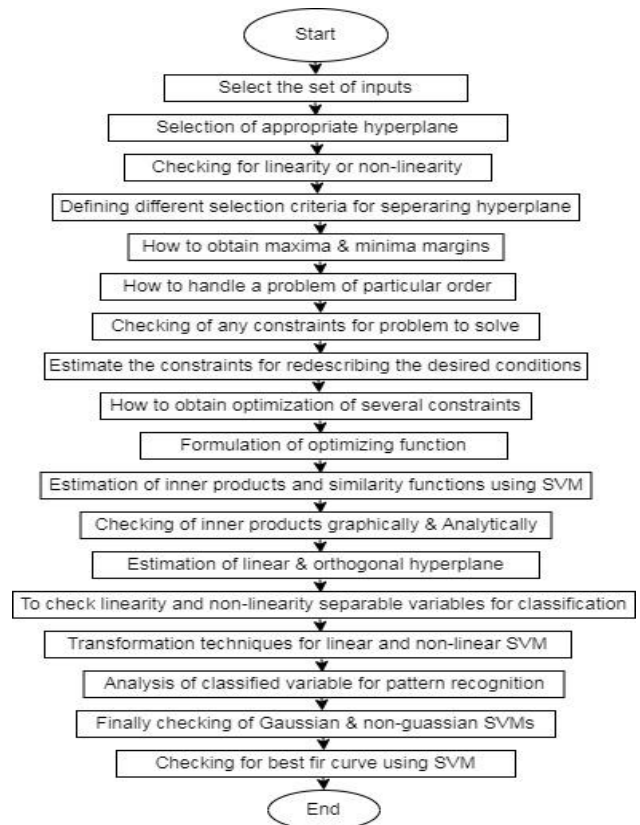 Start
Select the set of inputs
Selection of appropriate hyperplane
Checking for linearity or non-linearity
Defining different selection criteria for seperaring hyperplane
How to obtain maxima & minima margins
How to handle a problem of particular order
Checking of any constraints for problem to solve
Estimate the constraints for redescribing the desired conditions
How to obtain optimization of several constraints
Formulation of optimizing function
Estimation of inner products and similarity functions using SVM
Checking of inner products graphically & Analytically
Estimation of linear & orthogonal hyperplane
To check linearity and non-linearity separable variables for classification
Transformation techniques for linear and non-linear SVM
Analysis of classified variable for pattern recognition
Finally checking of Gaussian & non-guassian SVMs
Checking for best fir curve using SVM
End